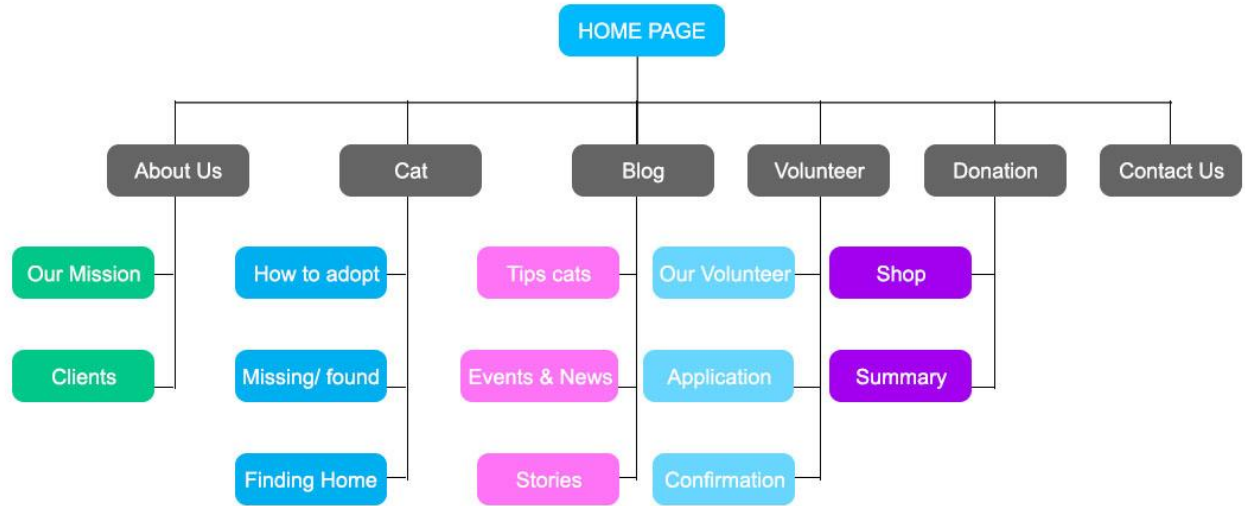 HOME PAGE
About Us
Cat
Blog
Volunteer
Donation
Contact Us
Our Mission
How to adopt
Tips cats
Our Volunteer
Shop
Clients
Missing/ found
Events & News
Application
Summary
Finding Home
Stories
Confirmation